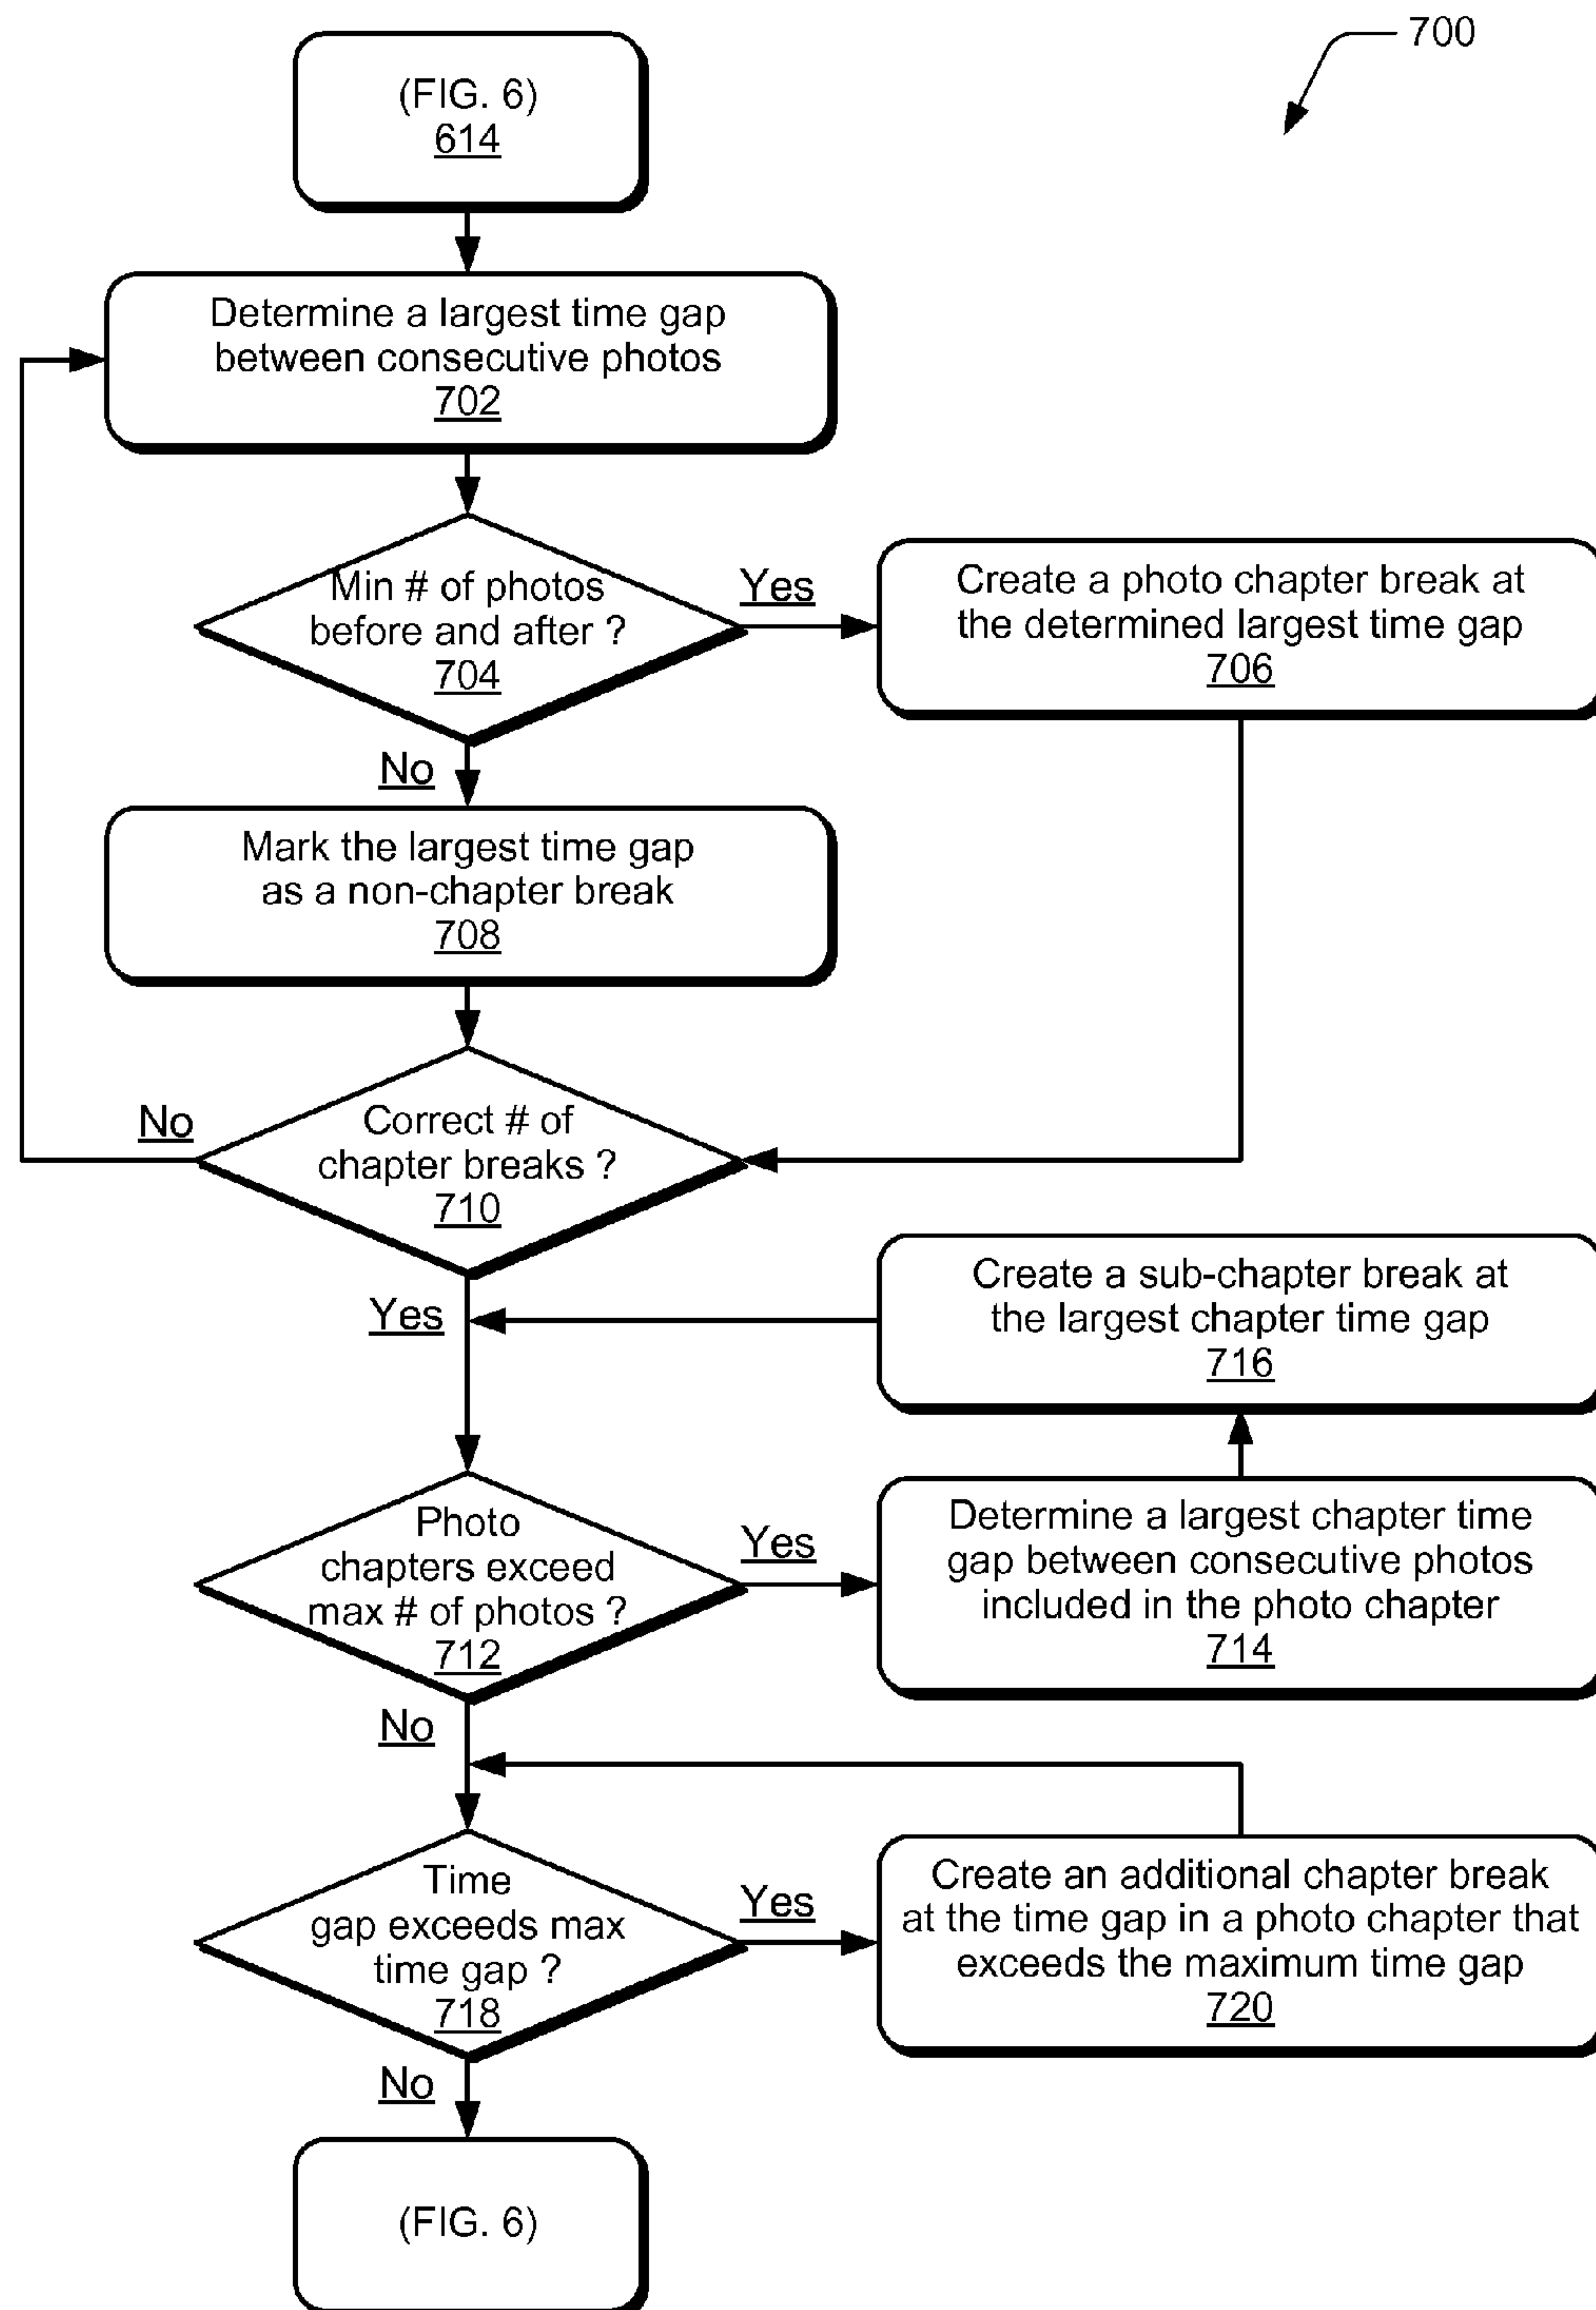 700
(FIG. 6)
614
Determine a largest time gap
between consecutive photos
702
Min # of photos
before and after ?
704
Yes
Create a photo chapter break at
the determined largest time gap
706
No
Mark the largest time gap
as a non-chapter break
708
No
Correct # of
chapter breaks ?
710
Yes
Create a sub-chapter break at
the largest chapter time gap
716
Photo
chapters exceed
max # of photos ?
712
Yes
Determine a largest chapter time
gap between consecutive photos
included in the photo chapter
714
No
Time
gap exceeds max
time gap ?
718
Yes
Create an additional chapter break
at the time gap in a photo chapter that
exceeds the maximum time gap
720
No
(FIG. 6)